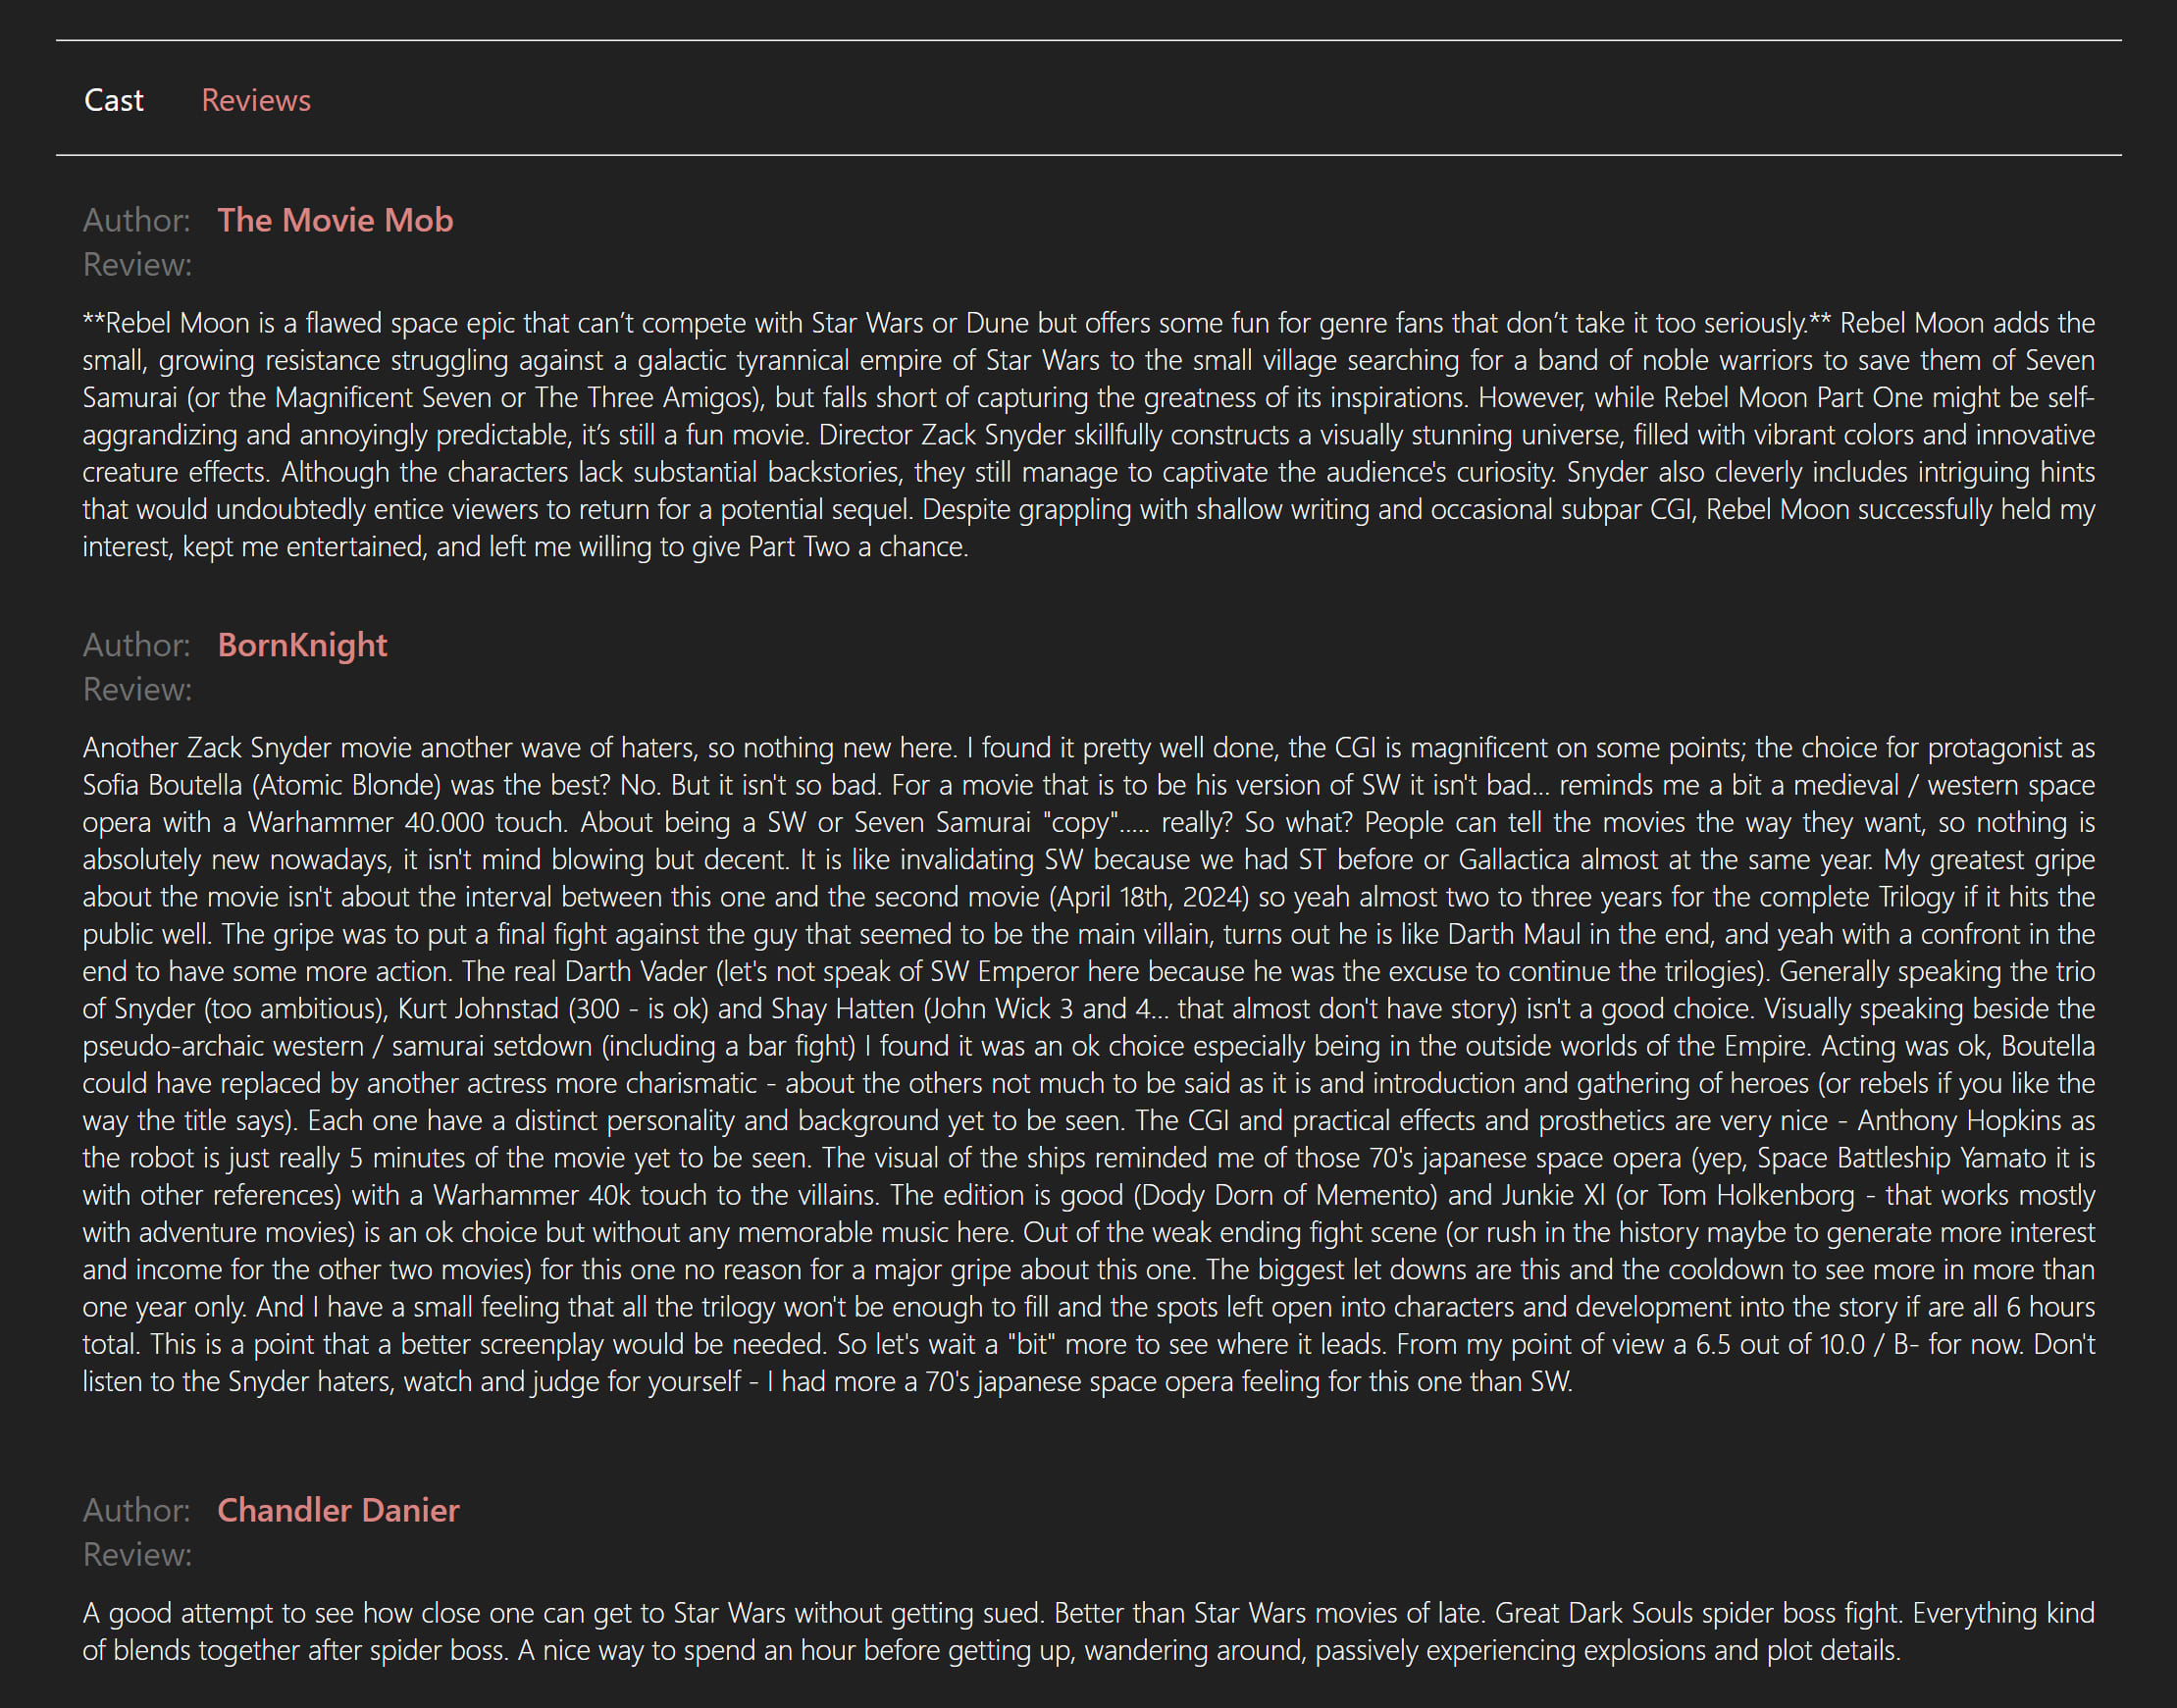 Cast Reviews
Author: The Movie Mob
Review:
**Rebel Moon is a flawed space epic that can’t compete with Star Wars or Dune but offers some fun for genre fans that don’t take it too seriously.** Rebel Moon adds the
small, growing resistance struggling against a galactic tyrannical empire of Star Wars to the small village searching for a band of noble warriors to save them of Seven
Samurai (or the Magnificent Seven or The Three Amigos), but falls short of capturing the greatness of its inspirations. However, while Rebel Moon Part One might be self-
aggrandizing and annoyingly predictable, it’s still a fun movie. Director Zack Snyder skillfully constructs a visually stunning universe, filled with vibrant colors and innovative
creature effects. Although the characters lack substantial backstories, they still manage to captivate the audience's curiosity. Snyder also cleverly includes intriguing hints
that would undoubtedly entice viewers to return for a potential sequel. Despite grappling with shallow writing and occasional subpar CGI, Rebel Moon successfully held my
interest, kept me entertained, and left me willing to give Part Two a chance.
Author: BornKnight
Review:
Another Zack Snyder movie another wave of haters, so nothing new here. I found it pretty well done, the CGI is magnificent on some points; the choice for protagonist as
Sofia Boutella (Atomic Blonde) was the best? No. But it isn't so bad. For a movie that is to be his version of SW it isn't bad... reminds me a bit a medieval / western space
opera with a Warhammer 40.000 touch. About being a SW or Seven Samurai "copy"..... really? So what? People can tell the movies the way they want, so nothing is
absolutely new nowadays, it isn't mind blowing but decent. It is like invalidating SW because we had ST before or Gallactica almost at the same year. My greatest gripe
about the movie isn't about the interval between this one and the second movie (April 18th, 2024) so yeah almost two to three years for the complete Trilogy if it hits the
public well. The gripe was to put a final fight against the guy that seemed to be the main villain, turns out he is like Darth Maul in the end, and yeah with a confront in the
end to have some more action. The real Darth Vader (let's not speak of SW Emperor here because he was the excuse to continue the trilogies). Generally speaking the trio
of Snyder (too ambitious), Kurt Johnstad (300 - is ok) and Shay Hatten (John Wick 3 and 4... that almost don't have story) isn't a good choice. Visually speaking beside the
pseudo-archaic western / samurai setdown (including a bar fight) I found it was an ok choice especially being in the outside worlds of the Empire. Acting was ok, Boutella
could have replaced by another actress more charismatic - about the others not much to be said as it is and introduction and gathering of heroes (or rebels if you like the
way the title says). Each one have a distinct personality and background yet to be seen. The CGI and practical effects and prosthetics are very nice - Anthony Hopkins as
the robot is just really 5 minutes of the movie yet to be seen. The visual of the ships reminded me of those 70's japanese space opera (yep, Space Battleship Yamato it is
with other references) with a Warhammer 40k touch to the villains. The edition is good (Dody Dorn of Memento) and Junkie Xl (or Tom Holkenborg - that works mostly
with adventure movies) is an ok choice but without any memorable music here. Out of the weak ending fight scene (or rush in the history maybe to generate more interest
and income for the other two movies) for this one no reason for a major gripe about this one. The biggest let downs are this and the cooldown to see more in more than
one year only. And I have a small feeling that all the trilogy won't be enough to fill and the spots left open into characters and development into the story if are all 6 hours
total. This is a point that a better screenplay would be needed. So let's wait a "bit" more to see where it leads. From my point of view a 6.5 out of 10.0 / B- for now. Don't
listen to the Snyder haters, watch and judge for yourself - I had more a 70's japanese space opera feeling for this one than SW.
Author: Chandler Danier
Review:
A good attempt to see how close one can get to Star Wars without getting sued. Better than Star Wars movies of late. Great Dark Souls spider boss fight. Everything kind
of blends together after spider boss. A nice way to spend an hour before getting up, wandering around, passively experiencing explosions and plot details.